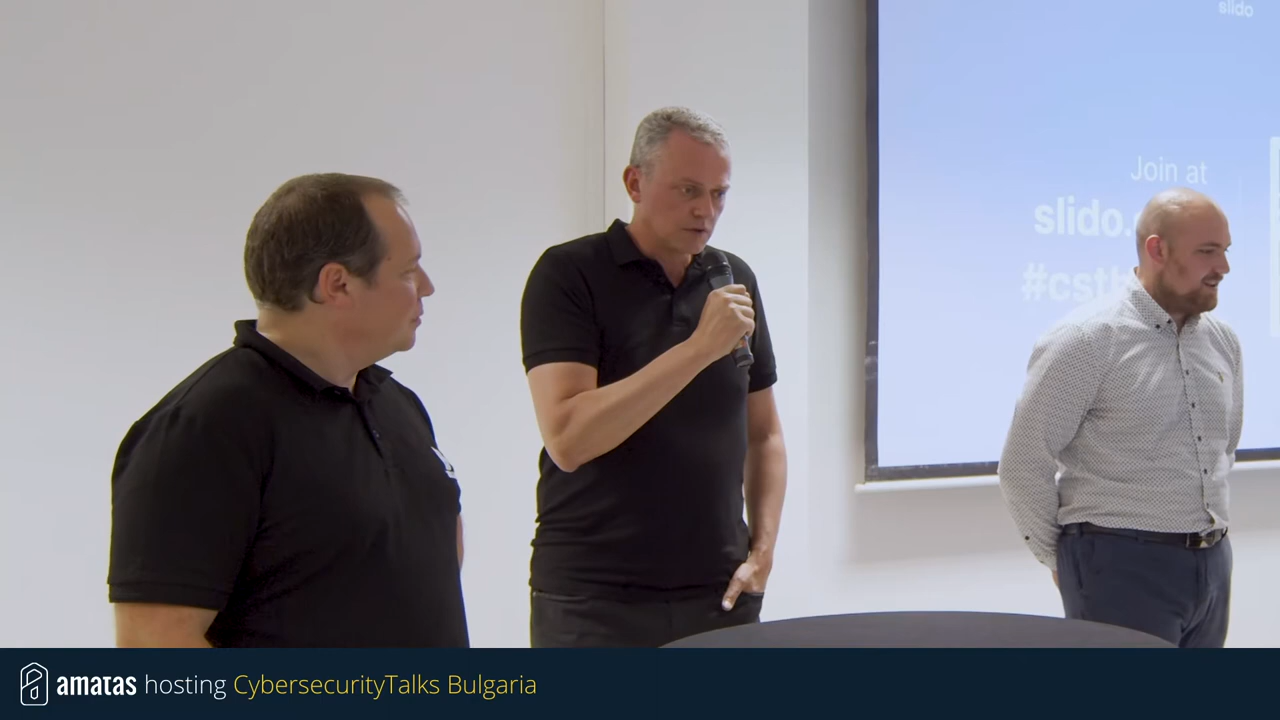 slido
Join at
slido.
#cst
amatas hosting CybersecurityTalks Bulgaria